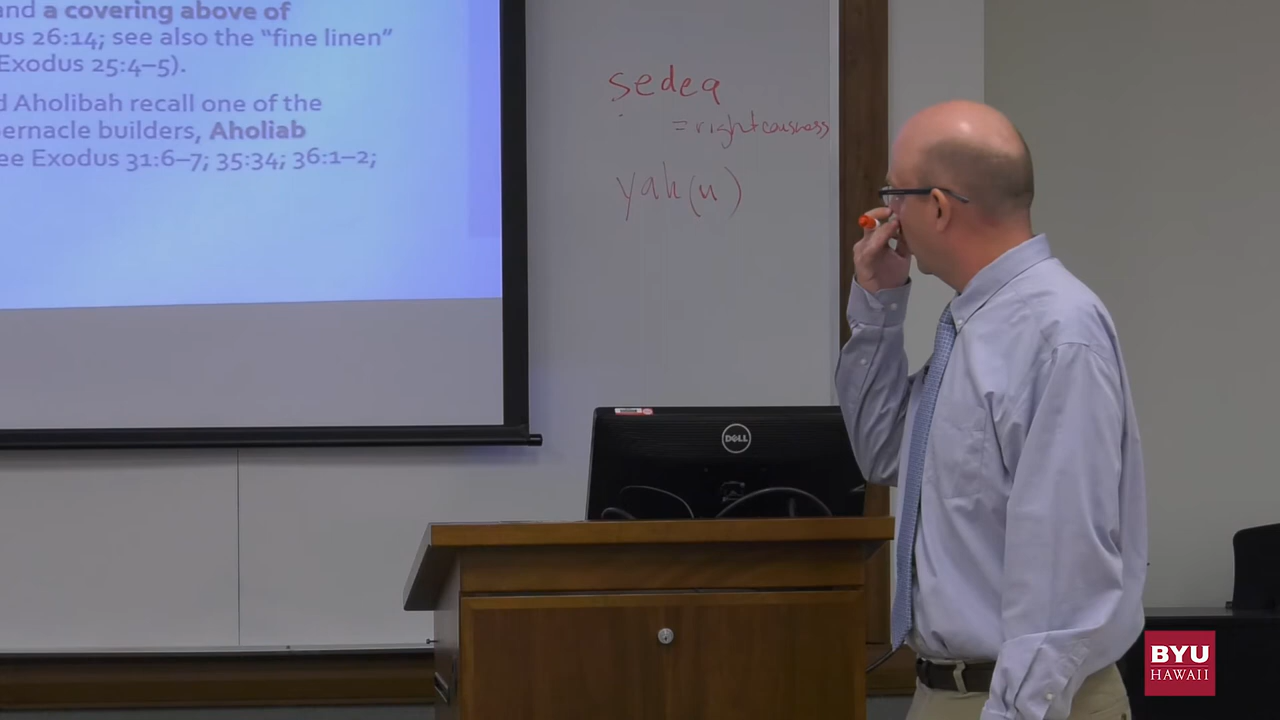 and a covering above of
us 26:14; see also the “fine linen”
Exodus 25:4–5).
d Aholibah recall one of the
bernacle builders, Aholiab
ee Exodus 31:6–7; 35:34; 36:1–2;
ṣedeq
= righteousness
yah(u)
DELL
BYU
HAWAII